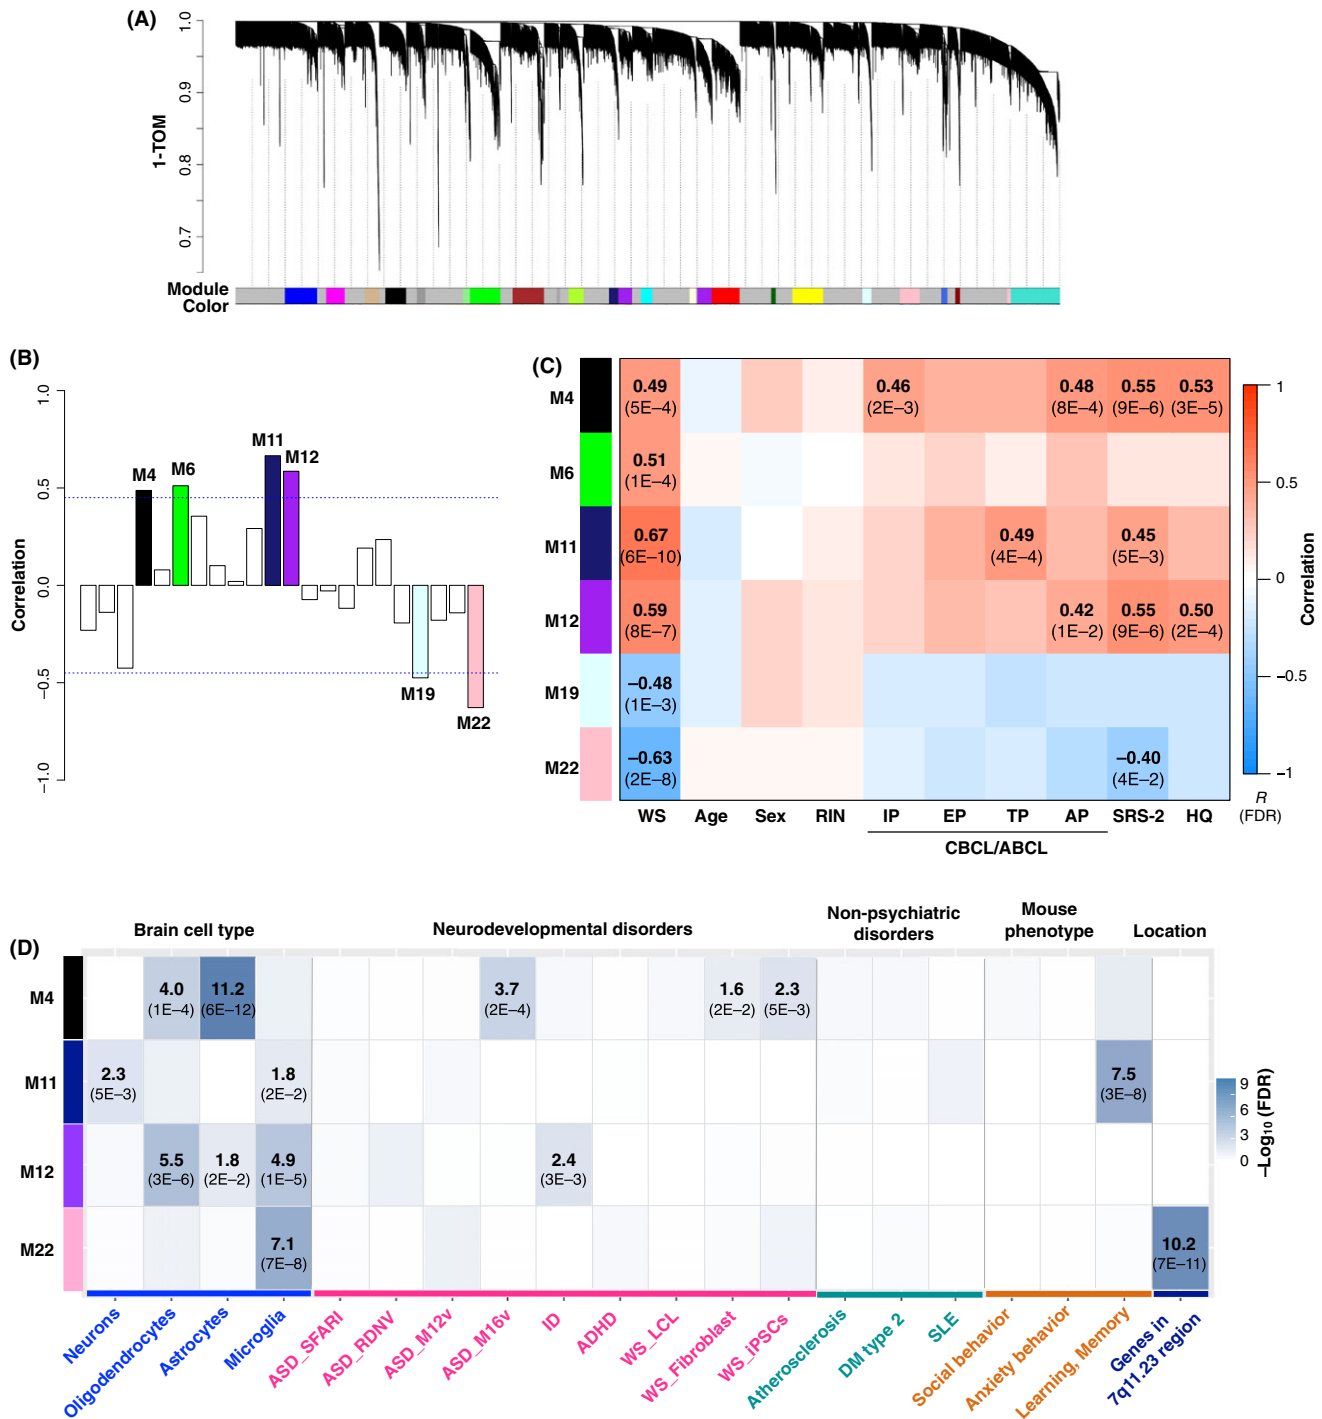 (A)
1.0
0.9
0.8
0.7
1-TOM
Module
Color
(B)
1.0
0.5
0.0
−0.5
−1.0
Correlation
M4
M6
M11
M12
M19
M22
(C)
M4
0.49
(5E−4)
0.46
(2E−3)
0.48
(8E−4)
0.55
(9E−6)
0.53
(3E−5)
M6
0.51
(1E−4)
M11
0.67
(6E−10)
0.49
(4E−4)
0.45
(5E−3)
M12
0.59
(8E−7)
0.42
(1E−2)
0.55
(9E−6)
0.50
(2E−4)
M19
−0.48
(1E−3)
M22
−0.63
(2E−8)
−0.40
(4E−2)
WS Age Sex RIN IP EP TP AP SRS-2 HQ
CBCL/ABCL
1
0.5
0
−0.5
−1
Correlation
R
(FDR)
(D)
Brain cell type
Neurodevelopmental disorders
Non-psychiatric
disorders
Mouse
phenotype
Location
M4
4.0
(1E−4)
11.2
(6E−12)
3.7
(2E−4)
1.6
(2E−2)
2.3
(5E−3)
M11
2.3
(5E−3)
1.8
(2E−2)
7.5
(3E−8)
M12
5.5
(3E−6)
1.8
(2E−2)
4.9
(1E−5)
2.4
(3E−3)
M22
7.1
(7E−8)
10.2
(7E−11)
9
6
3
0
−Log10 (FDR)
Neurons
Oligodendrocytes
Astrocytes
Microglia
ASD_SFARI
ASD_RDNV
ASD_M12v
ASD_M16v
ID
ADHD
WS_LCL
WS_Fibroblast
WS_iPSCs
Atherosclerosis
DM type 2
SLE
Social behavior
Anxiety behavior
Learning, Memory
Genes in
7q11.23 region